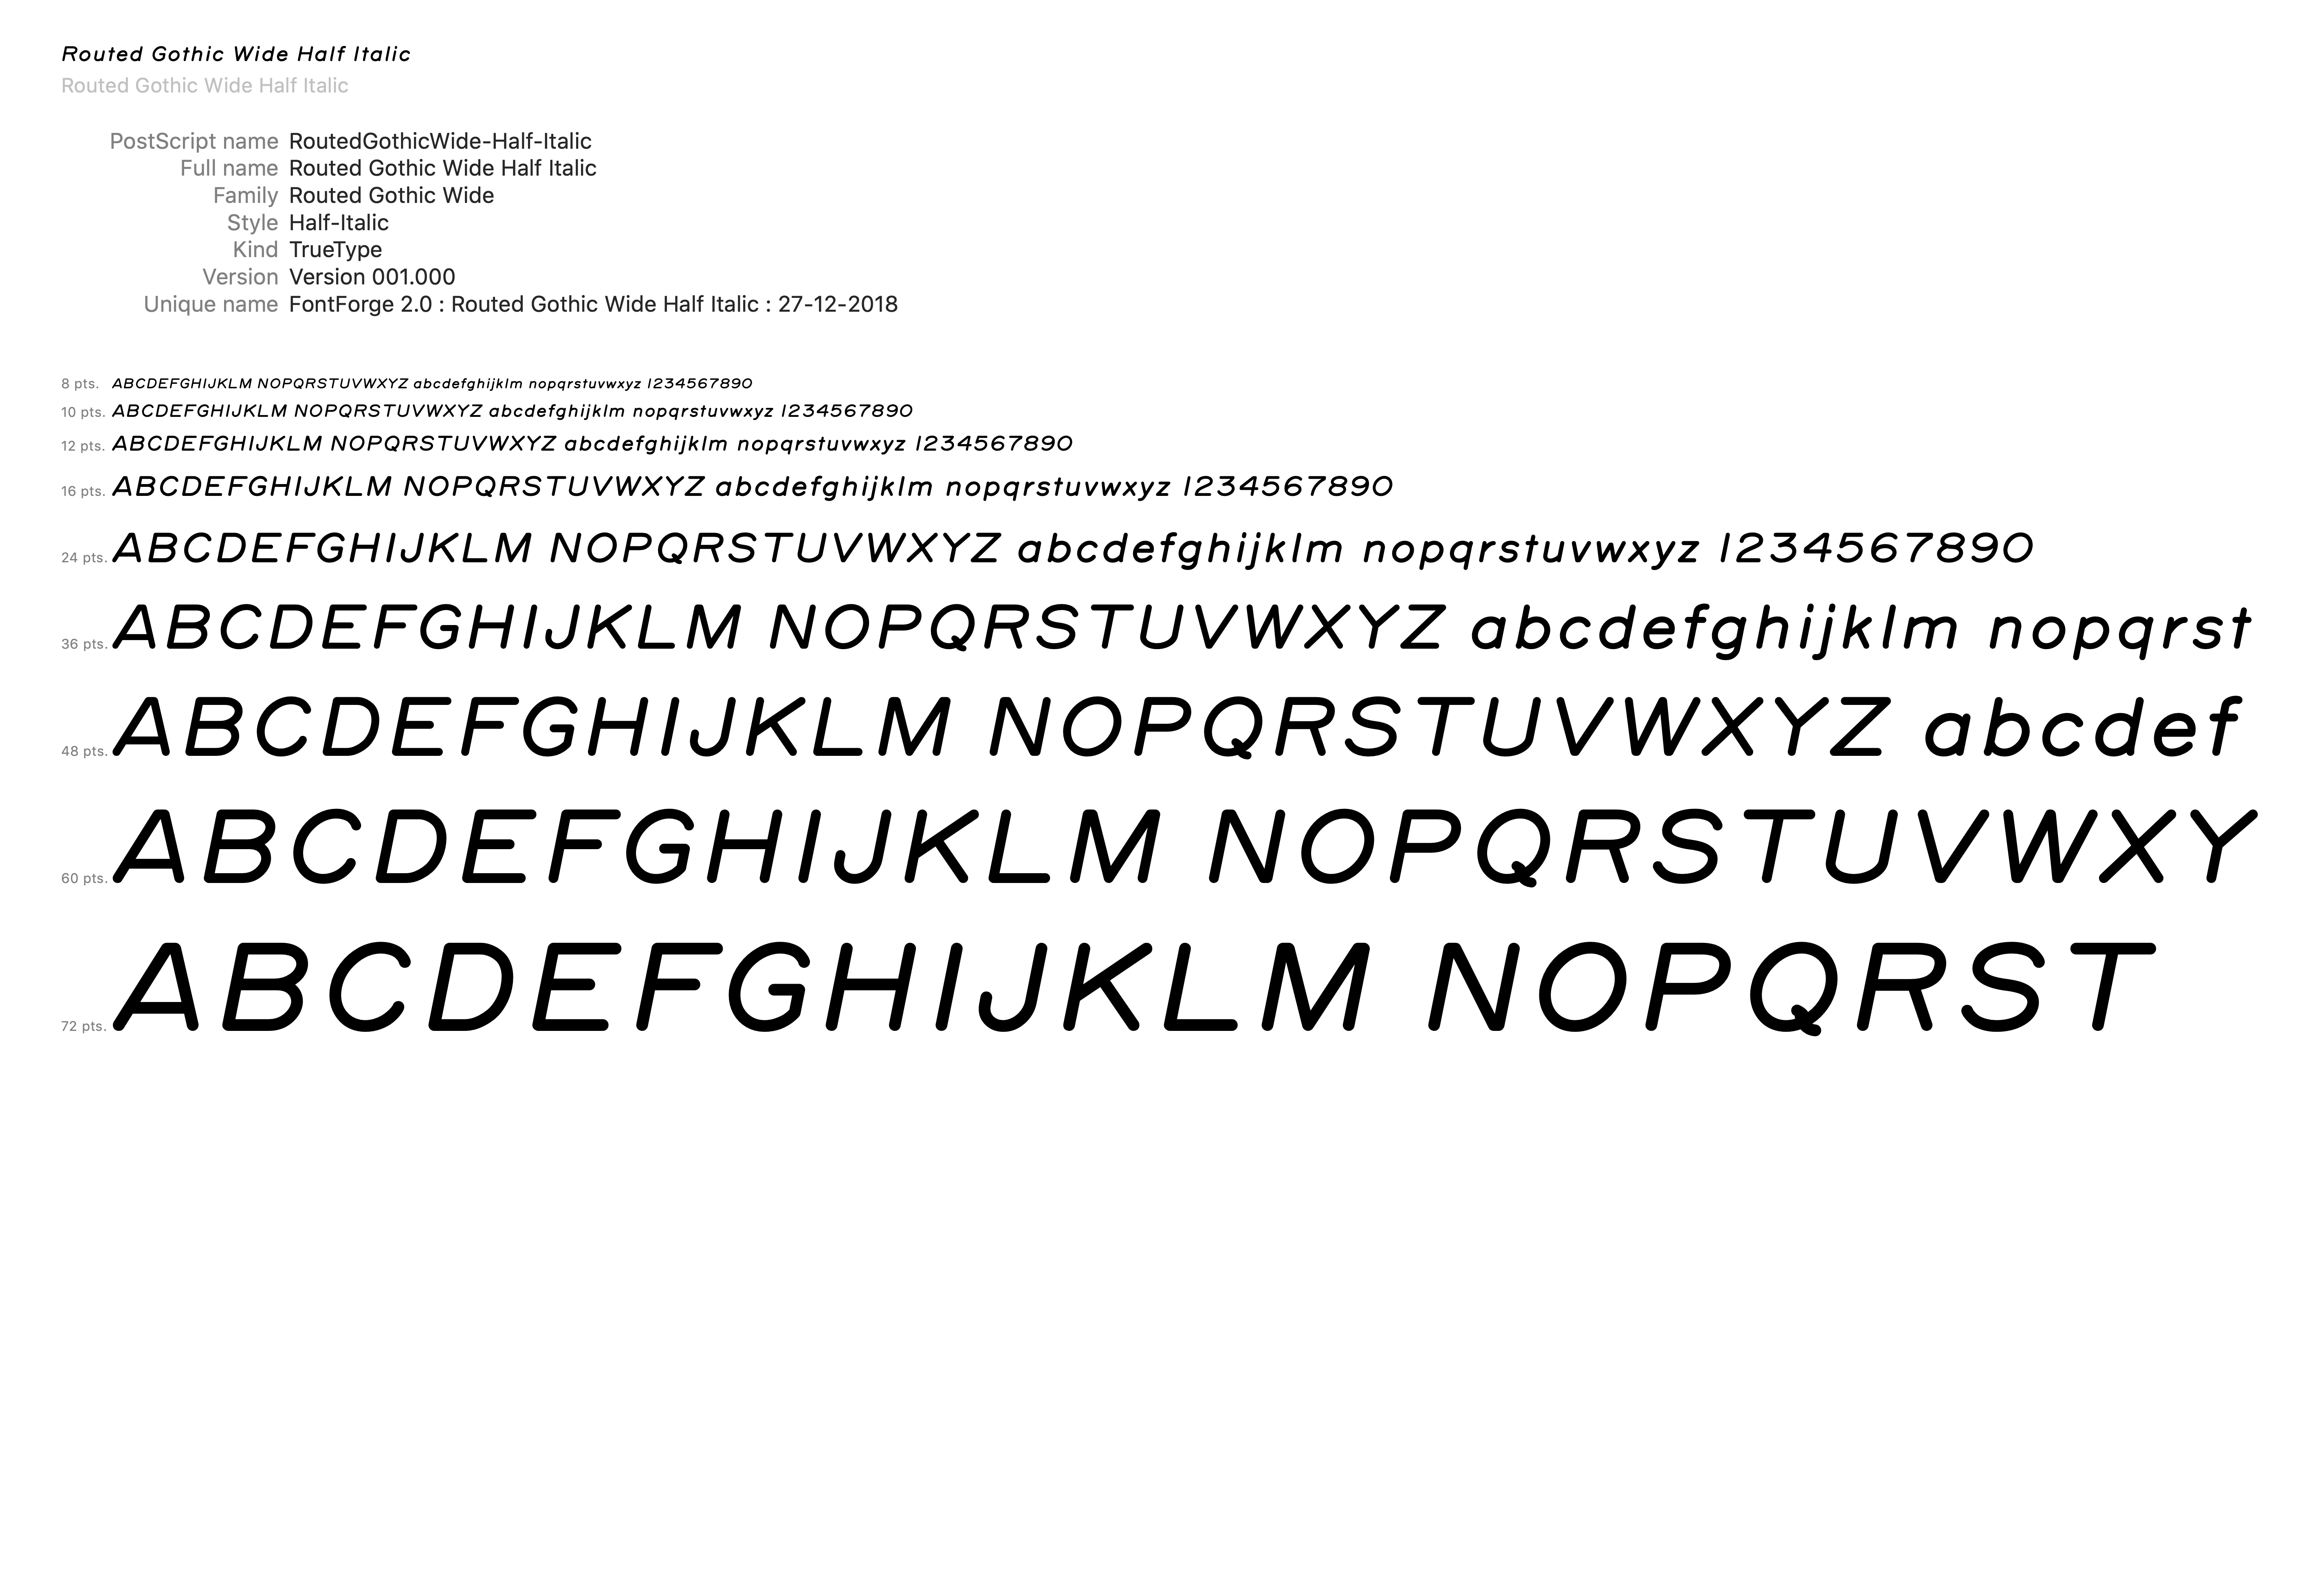 Routed Gothic Wide Half Italic
Routed Gothic Wide Half Italic
PostScript name RoutedGothicWide-Half-Italic
Full name Routed Gothic Wide Half Italic
Family Routed Gothic Wide
Style Half-Italic
Kind TrueType
Version Version 001.000
Unique name FontForge 2.0 : Routed Gothic Wide Half Italic : 27-12-2018
8 pts. ABCDEFGHIJKLM NOPQRSTUVWXYZ abcdefghijklm nopqrstuvwxyz 1234567890
10 pts. ABCDEFGHIJKLM NOPQRSTUVWXYZ abcdefghijklm nopqrstuvwxyz 1234567890
12 pts. ABCDEFGHIJKLM NOPQRSTUVWXYZ abcdefghijklm nopqrstuvwxyz 1234567890
16 pts. ABCDEFGHIJKLM NOPQRSTUVWXYZ abcdefghijklm nopqrstuvwxyz 1234567890
24 pts. ABCDEFGHIJKLM NOPQRSTUVWXYZ abcdefghijklm nopqrstuvwxyz 1234567890
36 pts. ABCDEFGHIJKLM NOPQRSTUVWXYZ abcdefghijklm nopqrst
48 pts. ABCDEFGHIJKLM NOPQRSTUVWXYZ abcdef
60 pts. ABCDEFGHIJKLM NOPQRSTUVWXY
72 pts. ABCDEFGHIJKLM NOPQRST